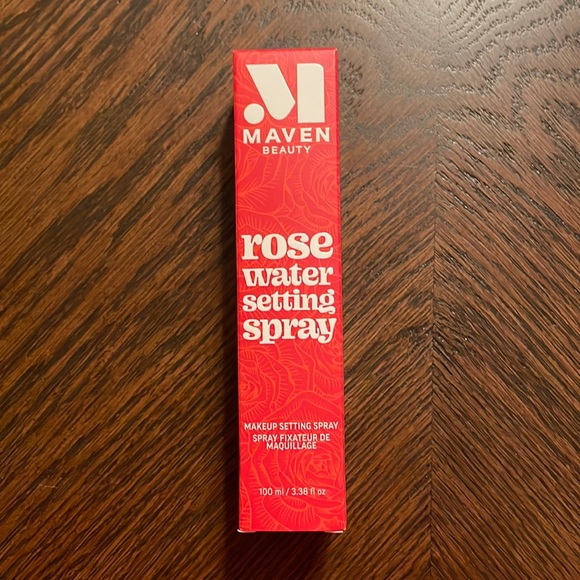 MAVEN
BEAUTY
rose
water
setting
spray
MAKEUP SETTING SPRAY
SPRAY FIXATEUR DE
MAQUILLAGE
100 ml / 3.38 fl oz